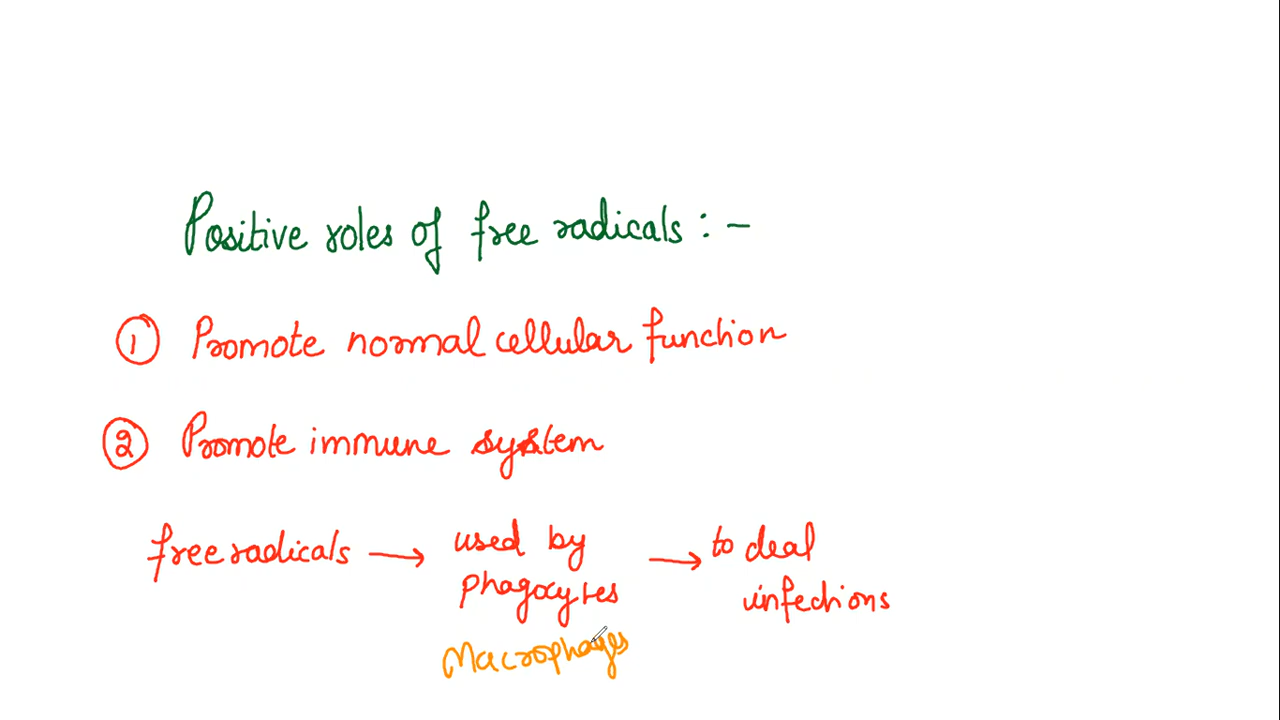 Positive roles of free radicals : -
① Promote normal cellular function
② Promote immune system
free radicals → used by phagocytes → to deal infections
Macrophages